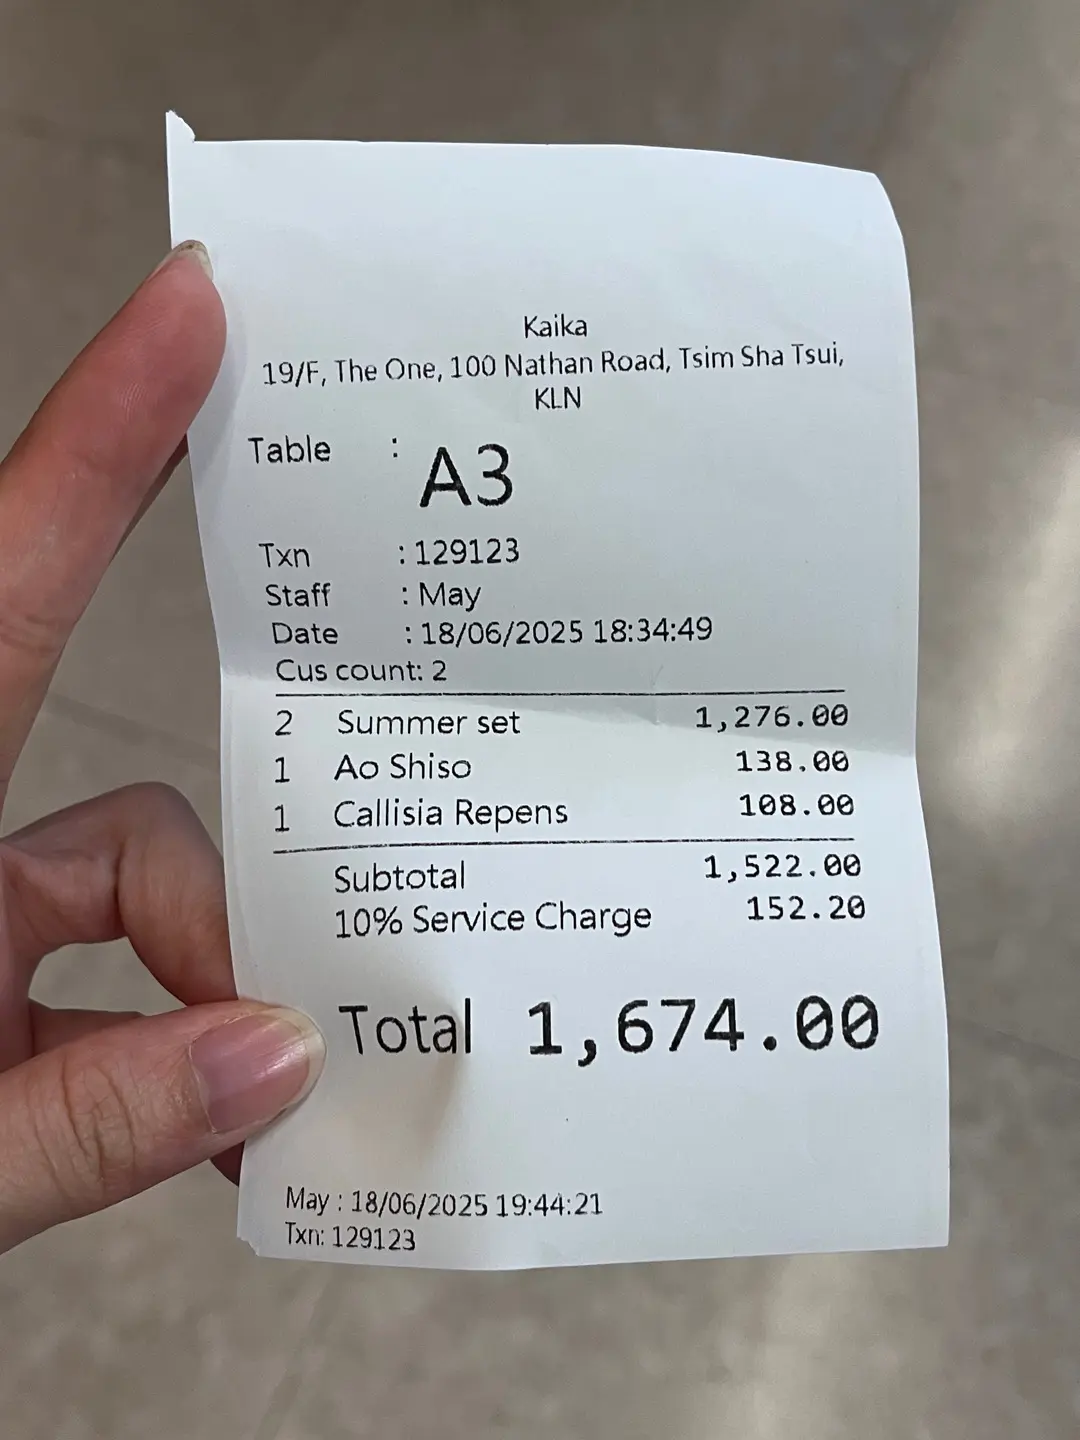 Kaika
19/F, The One, 100 Nathan Road, Tsim Sha Tsui,
KLN
Table : A3
Txn : 129123
Staff : May
Date : 18/06/2025 18:34:49
Cus count: 2
2 Summer set 1,276.00
1 Ao Shiso 138.00
1 Callisia Repens 108.00
Subtotal 1,522.00
10% Service Charge 152.20
Total 1,674.00
May : 18/06/2025 19:44:21
Txn: 129123